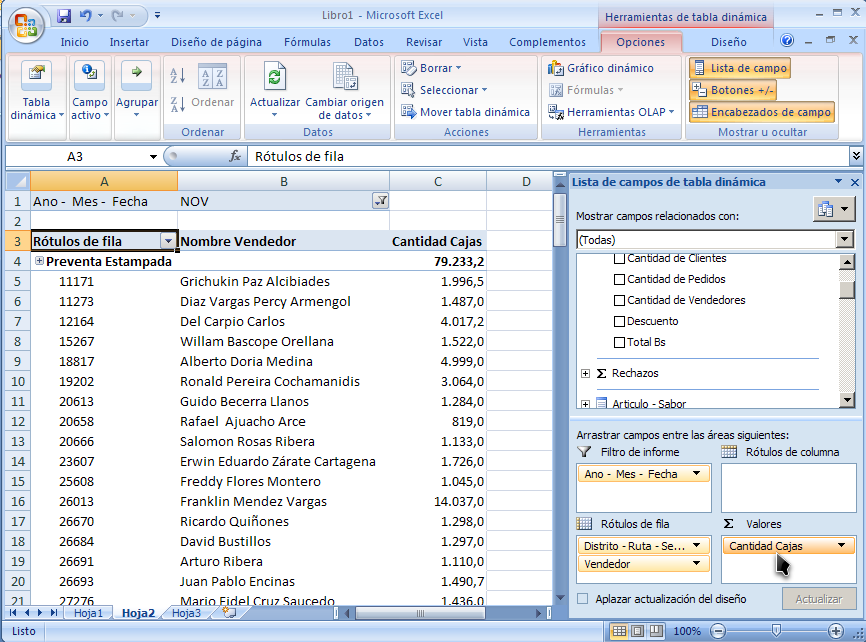 Libro1 - Microsoft Excel
Herramientas de tabla dinámica
Inicio Insertar Diseño de página Fórmulas Datos Revisar Vista Complementos Opciones Diseño
Tabla dinámica
Campo activo
Agrupar
Ordenar
Actualizar
Cambiar origen de datos
Borrar
Seleccionar
Mover tabla dinámica
Gráfico dinámico
Fórmulas
Herramientas OLAP
Lista de campo
Botones +/-
Encabezados de campo
Ordenar Datos Acciones Herramientas Mostrar u ocultar
A3 fx Rótulos de fila
A B C D
1 Ano - Mes - Fecha NOV
2
3 Rótulos de fila Nombre Vendedor Cantidad Cajas
4 Preventa Estampada 79.233,2
5 11171 Grichukin Paz Alcibiades 1.996,5
6 11273 Diaz Vargas Percy Armengol 1.487,0
7 12164 Del Carpio Carlos 4.017,2
8 15267 Willam Bascope Orellana 1.522,0
9 18817 Alberto Doria Medina 4.999,0
10 19202 Ronald Pereira Cochamanidis 3.064,0
11 20613 Guido Becerra Llanos 1.284,0
12 20658 Rafael Ajuacho Arce 819,0
13 20666 Salomon Rosas Ribera 1.133,0
14 23607 Erwin Eduardo Zárate Cartagena 1.726,0
15 25608 Freddy Flores Montero 1.045,0
16 26013 Franklin Mendez Vargas 14.037,0
17 26670 Ricardo Quiñones 1.298,0
18 26684 David Bustillos 1.297,0
19 26691 Arturo Ribera 1.110,0
20 26693 Juan Pablo Encinas 1.490,7
21 27276 Mario Fidel Cruz Saucedo 1.436,0
Hoja1 Hoja2 Hoja3
Listo
100%
Lista de campos de tabla dinámica
Mostrar campos relacionados con:
(Todas)
Cantidad de Clientes
Cantidad de Pedidos
Cantidad de Vendedores
Descuento
Total Bs
Σ Rechazos
Articulo - Sabor
Arrastrar campos entre las áreas siguientes:
Filtro de informe
Rótulos de columna
Ano - Mes - Fecha
Rótulos de fila
Σ Valores
Distrito - Ruta - Se...
Cantidad Cajas
Vendedor
Aplazar actualización del diseño
Actualizar